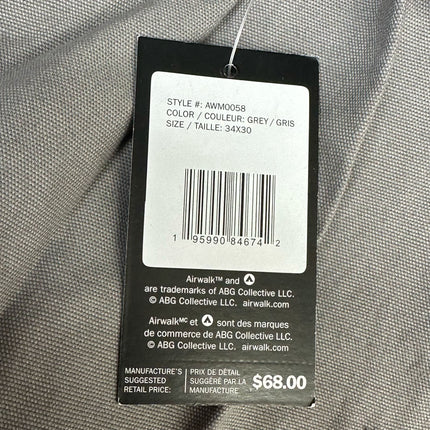 STYLE #: AWM0058
COLOR / COULEUR: GREY / GRIS
SIZE / TAILLE: 34X30
1 95990 84674 2
Airwalk™ and
are trademarks of ABG Collective LLC.
© ABG Collective LLC. airwalk.com
Airwalkᴹᶜ et sont des marques
de commerce de ABG Collective LLC.
© ABG Collective LLC. airwalk.com
MANUFACTURE'S SUGGESTED RETAIL PRICE:
PRIX DE DÉTAIL SUGGÉRÉ PAR LA MANUFACTURE
$68.00